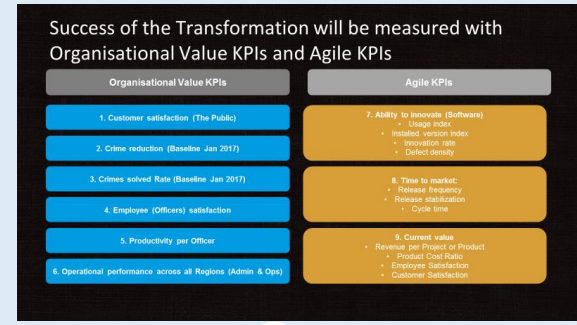 Success of the Transformation will be measured with
Organisational Value KPIs and Agile KPIs
Organisational Value KPIs
1. Customer satisfaction (The Public)
2. Crime reduction (Baseline Jan 2017)
3. Crimes solved Rate (Baseline Jan 2017)
4. Employee (Officers) satisfaction
5. Productivity per Officer
6. Operational performance across all Regions (Admin & Ops)
Agile KPIs
7. Ability to Innovate (Software)
• Usage index
• Installed version index
• Innovation rate
• Defect density
8. Time to market:
• Release frequency
• Release stabilization
• Cycle time
9. Current value
• Revenue per Project or Product
• Product Cost Ratio
• Employee Satisfaction
• Customer Satisfaction